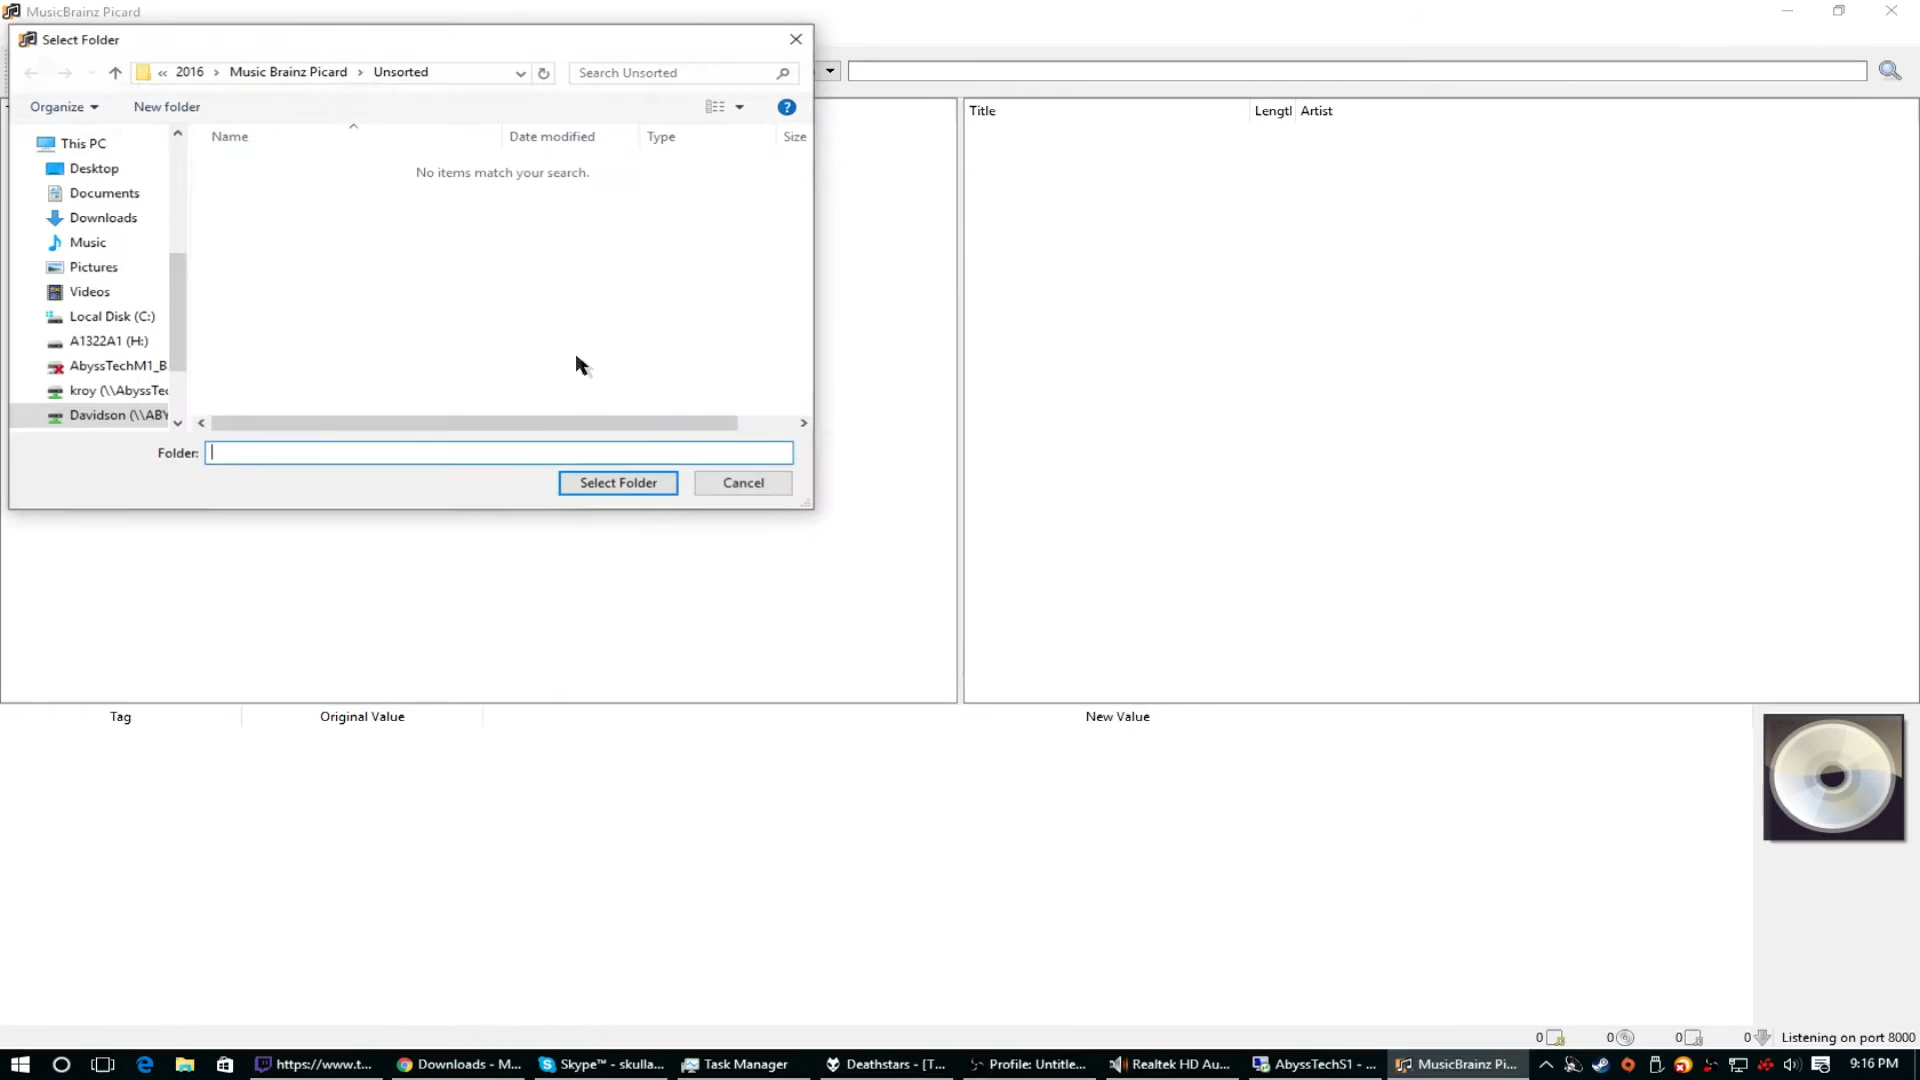 MusicBrainz Picard
Select Folder
« 2016 › Music Brainz Picard › Unsorted
Search Unsorted
Organize
New folder
Name
Date modified
Type
Size
Title
Lengtl
Artist
No items match your search.
This PC
Desktop
Documents
Downloads
Music
Pictures
Videos
Local Disk (C:)
A1322A1 (H:)
AbyssTechM1_B
kroy (\\AbyssTec
Davidson (\\ABY
Folder:
Select Folder
Cancel
Tag
Original Value
New Value
0
0
0
0
Listening on port 8000
https://www.t...
Downloads - M...
Skype™ - skulla...
Task Manager
Deathstars - [T...
Profile: Untitle...
Realtek HD Au...
AbyssTechS1 - ...
MusicBrainz Pi...
9:16 PM